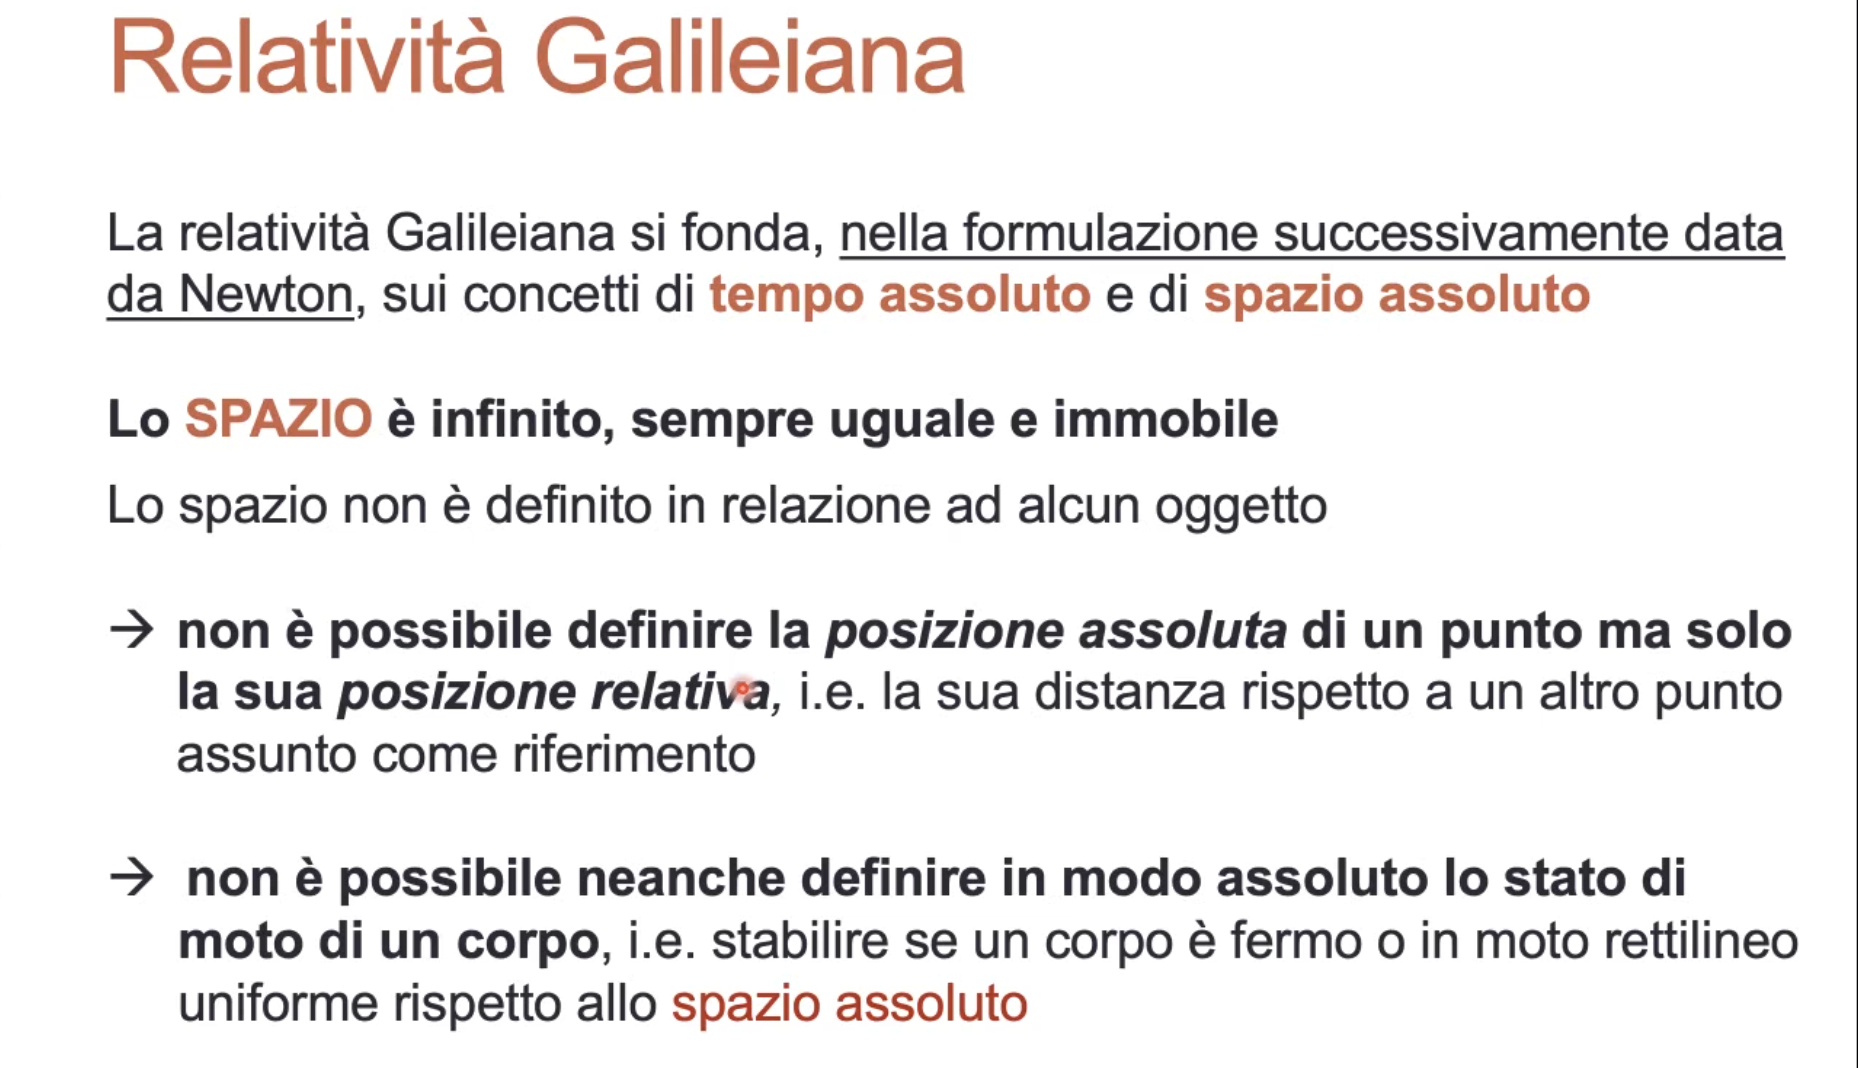 Relatività Galileiana
La relatività Galileiana si fonda, nella formulazione successivamente data
da Newton, sui concetti di tempo assoluto e di spazio assoluto
Lo SPAZIO è infinito, sempre uguale e immobile
Lo spazio non è definito in relazione ad alcun oggetto
→ non è possibile definire la posizione assoluta di un punto ma solo
la sua posizione relativa, i.e. la sua distanza rispetto a un altro punto
assunto come riferimento
→ non è possibile neanche definire in modo assoluto lo stato di
moto di un corpo, i.e. stabilire se un corpo è fermo o in moto rettilineo
uniforme rispetto allo spazio assoluto